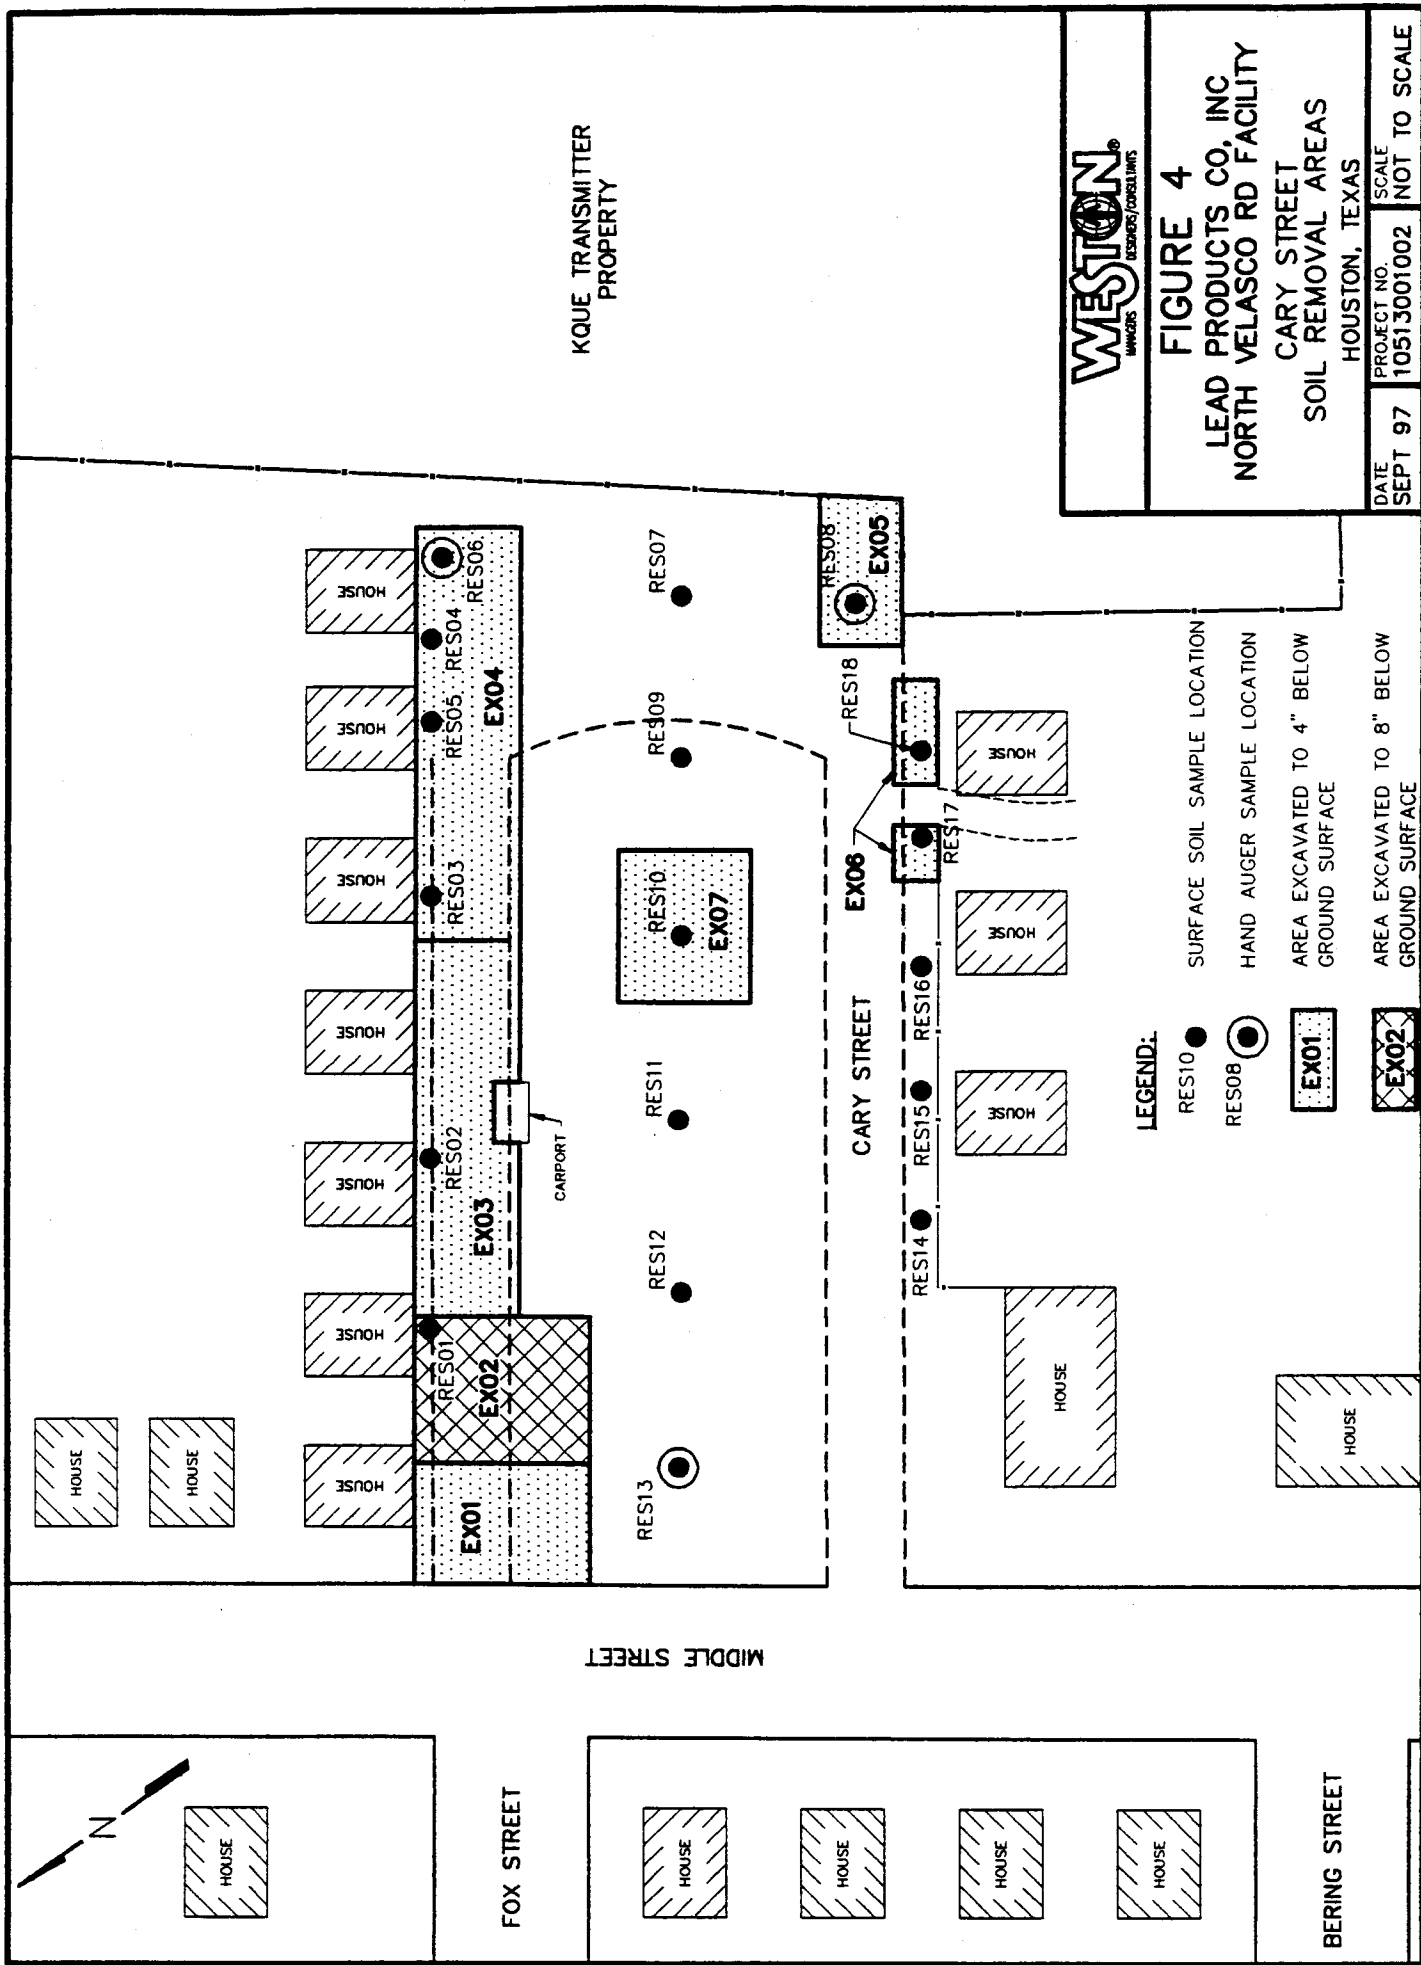 KQUE TRANSMITTER
PROPERTY
HOUSE
HOUSE
HOUSE
HOUSE
HOUSE
HOUSE
HOUSE
HOUSE
HOUSE
RES06
RES04
RES05
EX04
RES03
RES02
EX03
CARPORT
RES01
EX02
EX01
RES07
RES09
RES10
EX07
RES11
RES12
RES13
RES08
EX05
RES18
EX06
RES17
CARY STREET
RES16
RES15
RES14
HOUSE
HOUSE
HOUSE
HOUSE
HOUSE
MIDDLE STREET
N
HOUSE
FOX STREET
HOUSE
HOUSE
HOUSE
HOUSE
BERING STREET
LEGEND:
RES10 SURFACE SOIL SAMPLE LOCATION
RES08 HAND AUGER SAMPLE LOCATION
EX01 AREA EXCAVATED TO 4" BELOW
GROUND SURFACE
EX02 AREA EXCAVATED TO 8" BELOW
GROUND SURFACE
WESTON®
MANAGERS DESIGNERS/CONSULTANTS
FIGURE 4
LEAD PRODUCTS CO, INC
NORTH VELASCO RD FACILITY
CARY STREET
SOIL REMOVAL AREAS
HOUSTON, TEXAS
DATE PROJECT NO. SCALE
SEPT 97 10513001002 NOT TO SCALE